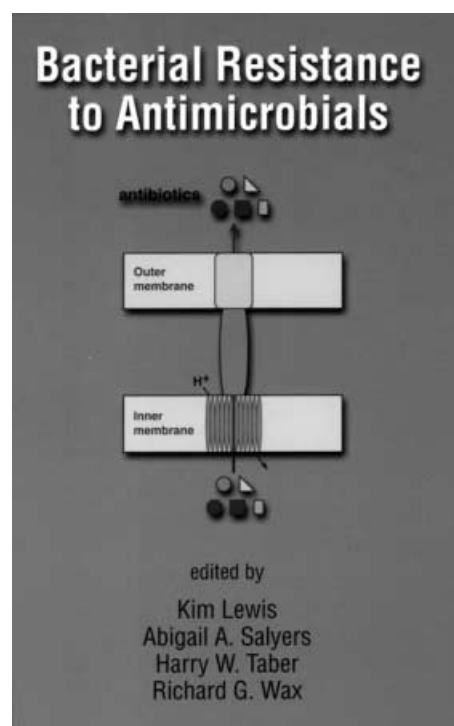 Bacterial Resistance
to Antimicrobials
antibiotics
Outer
membrane
H+
Inner
membrane
edited by
Kim Lewis
Abigail A. Salyers
Harry W. Taber
Richard G. Wax